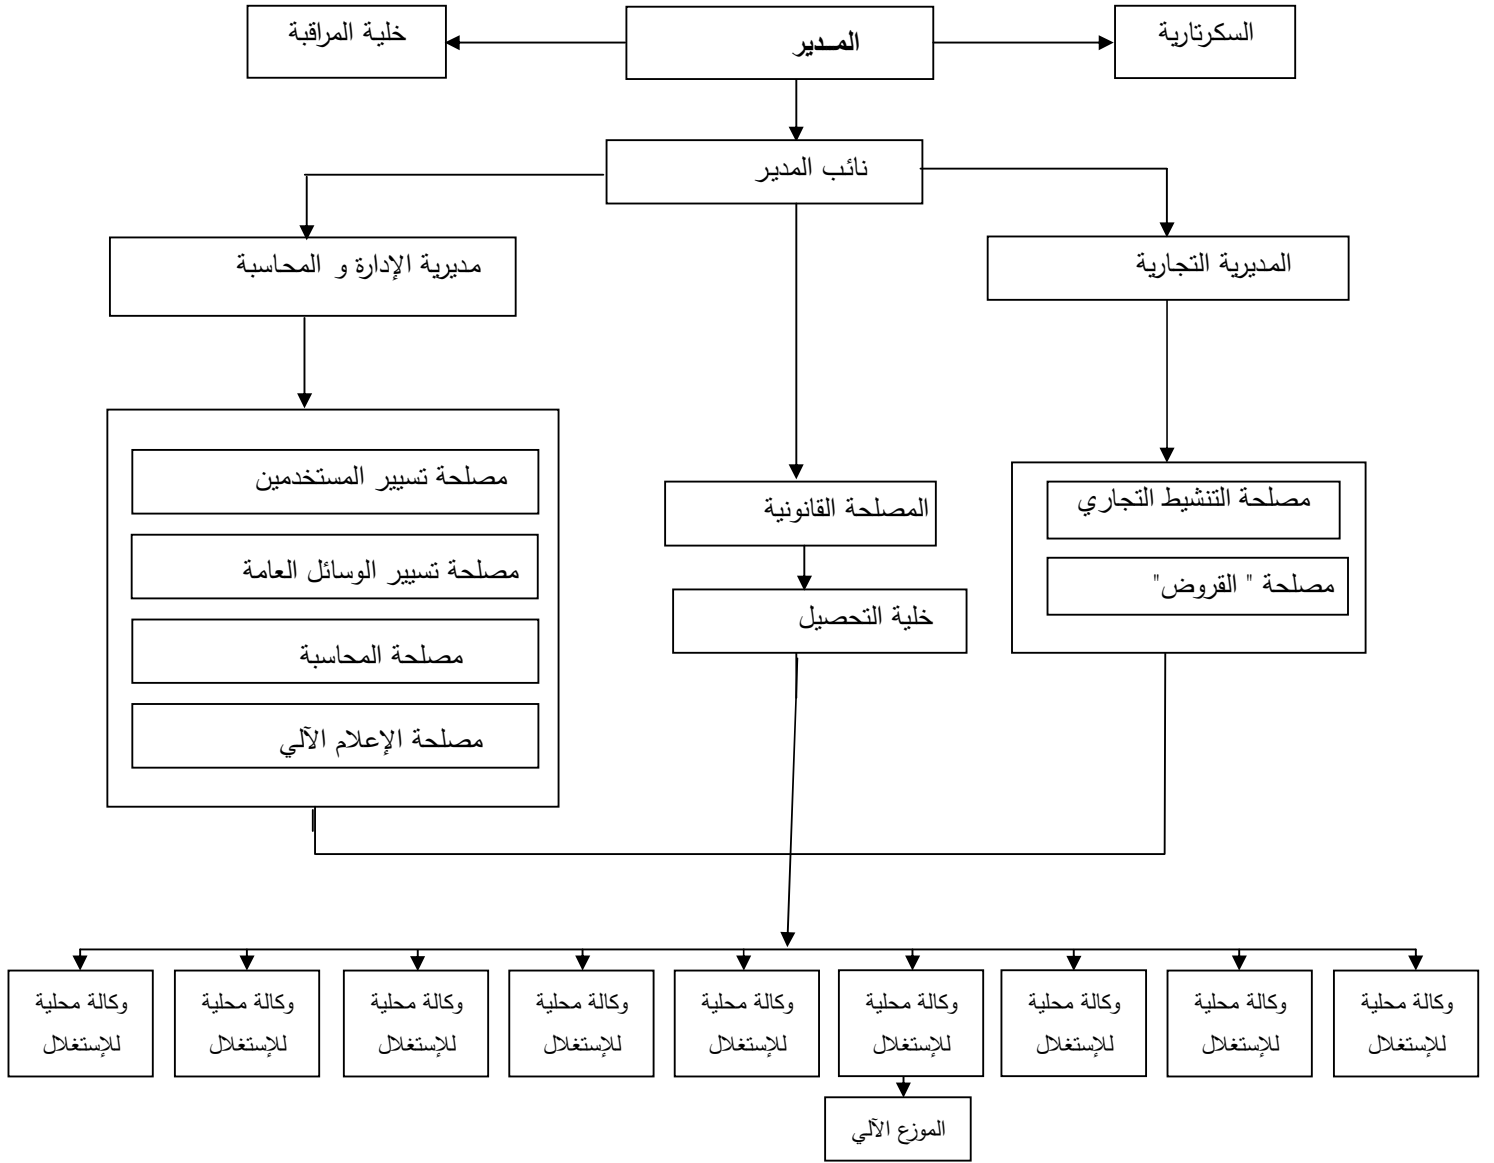 السكرتارية
المــدير
خلية المراقبة
نائب المدير
المديرية التجارية
مديرية الإدارة و المحاسبة
مصلحة التنشيط التجاري
مصلحة " القروض"
المصلحة القانونية
خلية التحصيل
مصلحة تسيير المستخدمين
مصلحة تسيير الوسائل العامة
مصلحة المحاسبة
مصلحة الإعلام الآلي
وكالة محلية
للإستغلال
وكالة محلية
للإستغلال
وكالة محلية
للإستغلال
وكالة محلية
للإستغلال
وكالة محلية
للإستغلال
وكالة محلية
للإستغلال
وكالة محلية
للإستغلال
وكالة محلية
للإستغلال
وكالة محلية
للإستغلال
الموزع الآلي